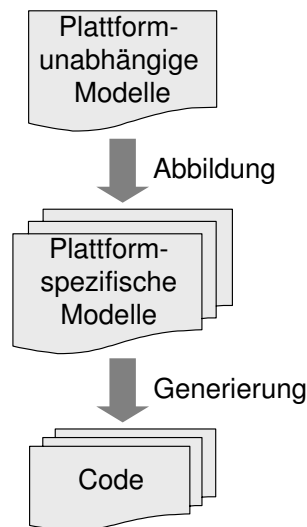 Plattform-
unabhängige
Modelle
Abbildung
Plattform-
spezifische
Modelle
Generierung
Code